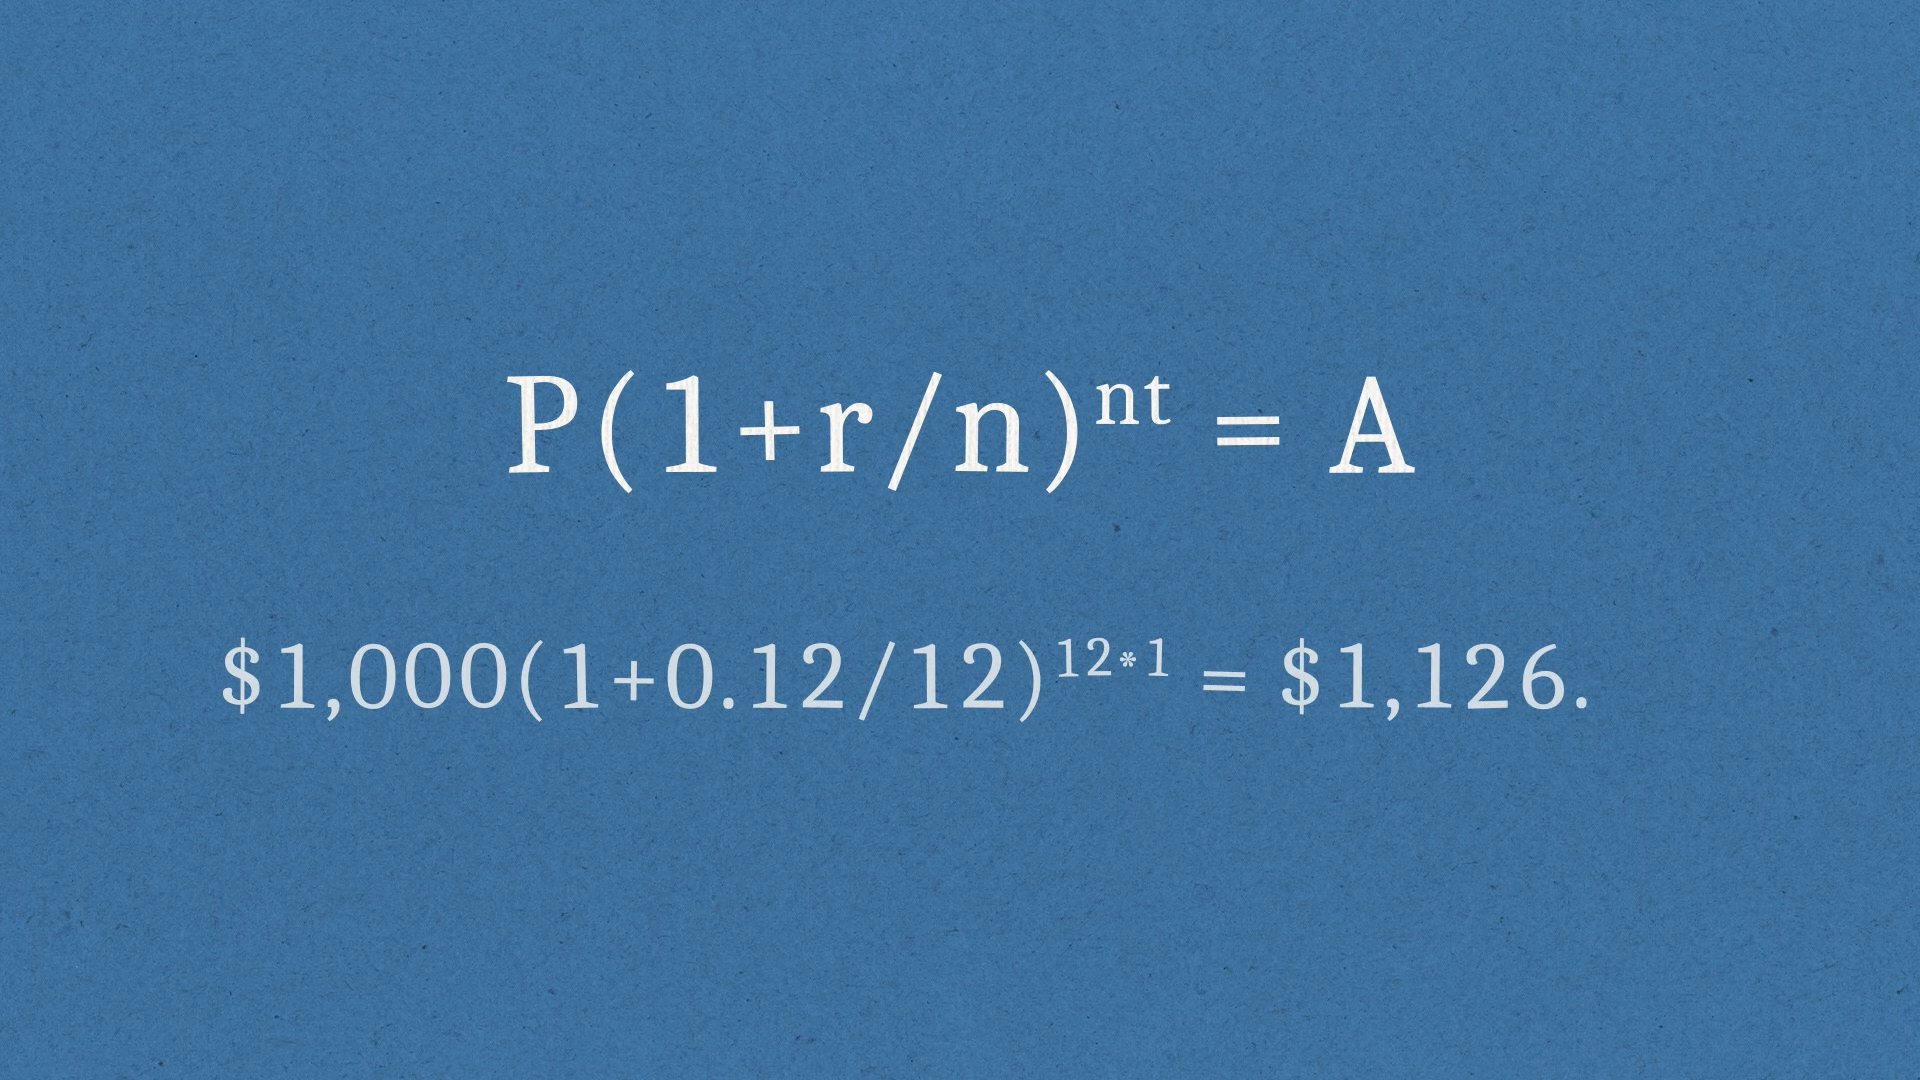 P(1+r/n)ⁿᵗ = A
$1,000(1+0.12/12)¹²*¹ = $1,126.